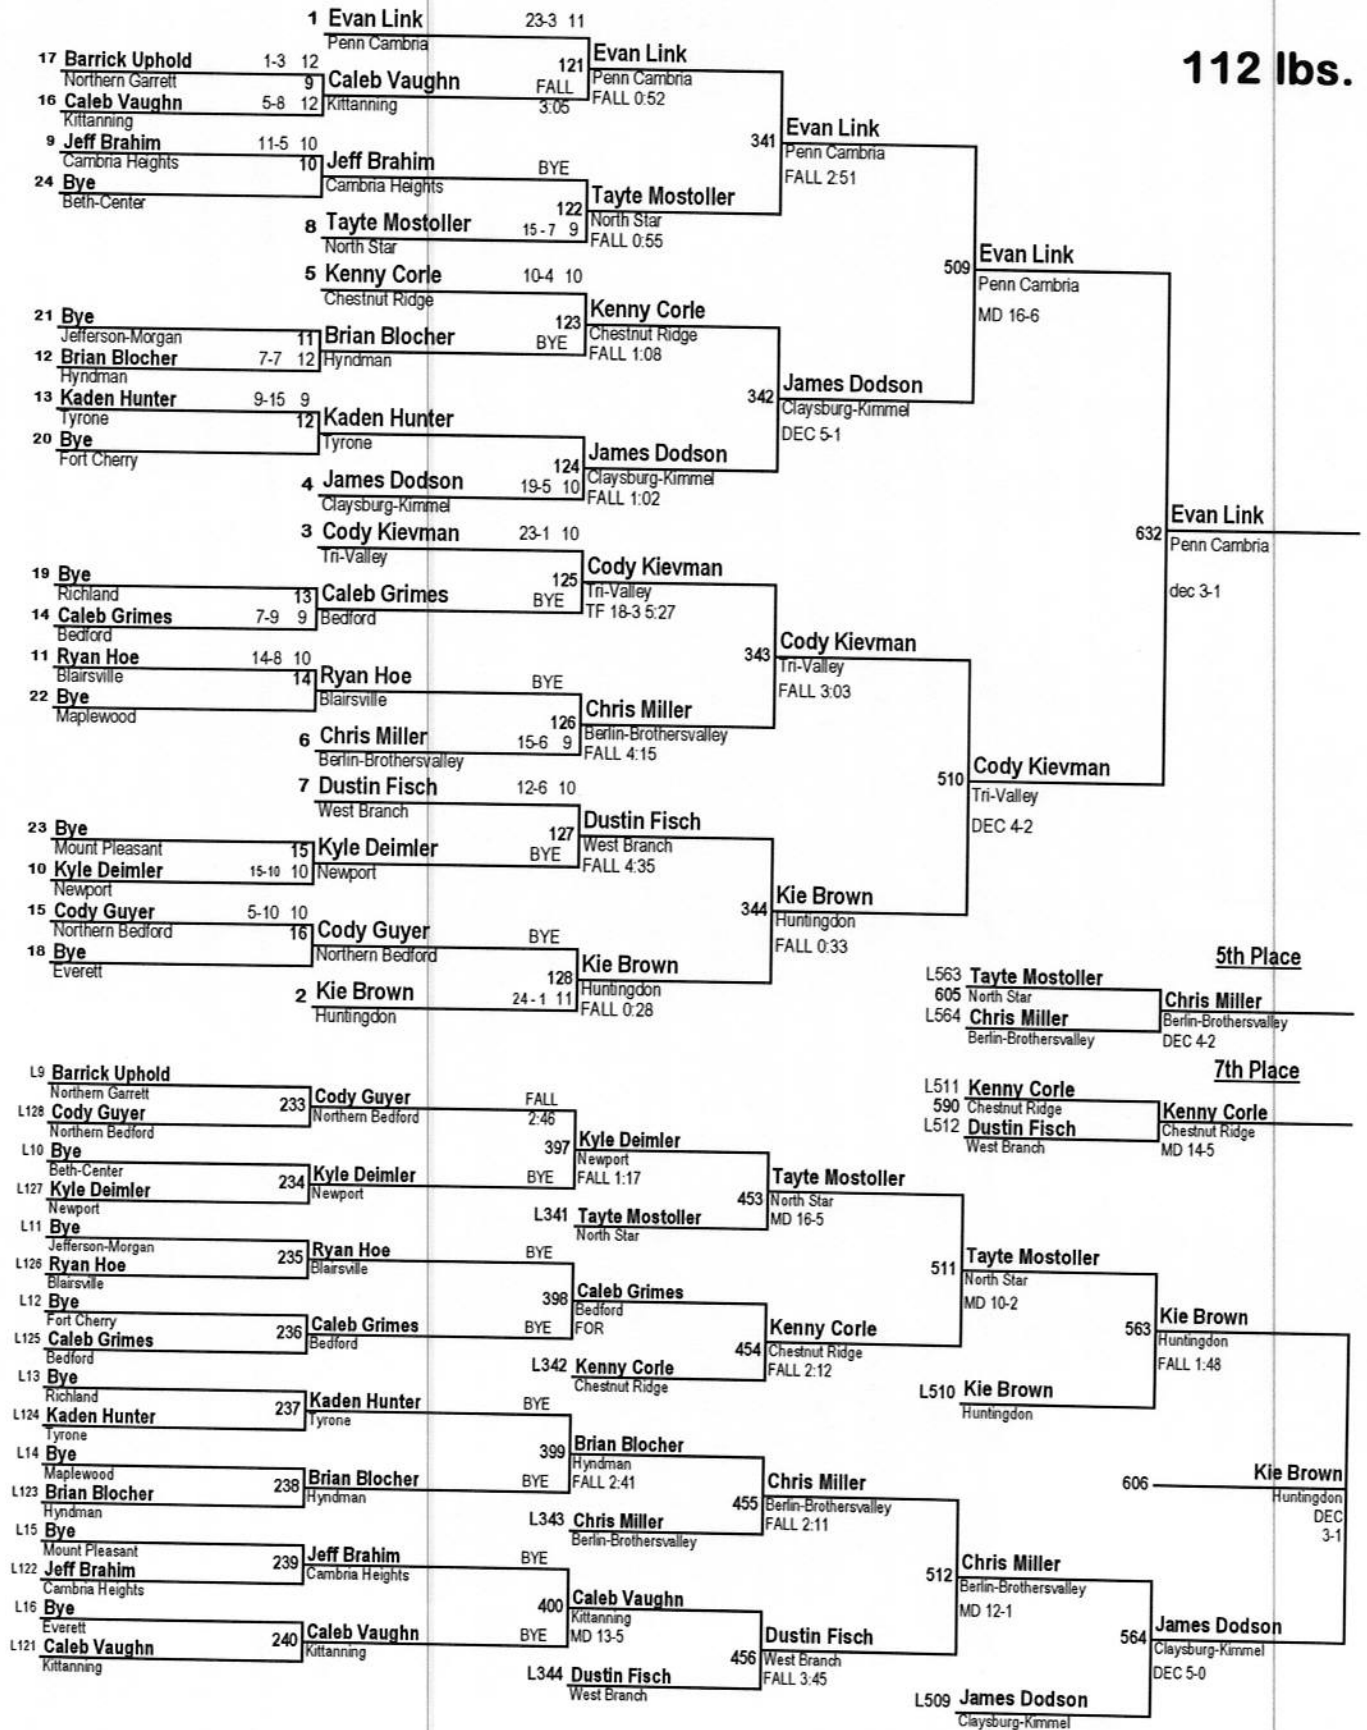 112 lbs.
1 Evan Link 23-3 11
Penn Cambria
17 Barrick Uphold 1-3 12
Northern Garrett
9
16 Caleb Vaughn 5-8 12
Kittanning
Caleb Vaughn
Kittanning
FALL
3:05
121
Evan Link
Penn Cambria
FALL 0:52
9 Jeff Brahim 11-5 10
Cambria Heights
10
24 Bye
Beth-Center
Jeff Brahim
Cambria Heights
BYE
122
8 Tayte Mostoller 15-7 9
North Star
Tayte Mostoller
North Star
FALL 0:55
341
Evan Link
Penn Cambria
FALL 2:51
5 Kenny Corle 10-4 10
Chestnut Ridge
21 Bye
Jefferson-Morgan
11
12 Brian Blocher 7-7 12
Hyndman
Brian Blocher
Hyndman
BYE
123
Kenny Corle
Chestnut Ridge
FALL 1:08
13 Kaden Hunter 9-15 9
Tyrone
12
20 Bye
Fort Cherry
Kaden Hunter
Tyrone
124
4 James Dodson 19-5 10
Claysburg-Kimmel
James Dodson
Claysburg-Kimmel
FALL 1:02
342
James Dodson
Claysburg-Kimmel
DEC 5-1
509
Evan Link
Penn Cambria
MD 16-6
3 Cody Kievman 23-1 10
Tri-Valley
19 Bye
Richland
13
14 Caleb Grimes 7-9 9
Bedford
Caleb Grimes
Bedford
BYE
125
Cody Kievman
Tri-Valley
TF 18-3 5:27
11 Ryan Hoe 14-8 10
Blairsville
14
22 Bye
Maplewood
Ryan Hoe
Blairsville
BYE
126
6 Chris Miller 15-6 9
Berlin-Brothersvalley
Chris Miller
Berlin-Brothersvalley
FALL 4:15
343
Cody Kievman
Tri-Valley
FALL 3:03
7 Dustin Fisch 12-6 10
West Branch
23 Bye
Mount Pleasant
15
10 Kyle Deimler 15-10 10
Newport
Kyle Deimler
Newport
BYE
127
Dustin Fisch
West Branch
FALL 4:35
15 Cody Guyer 5-10 10
Northern Bedford
16
18 Bye
Everett
Cody Guyer
Northern Bedford
BYE
128
2 Kie Brown 24-1 11
Huntingdon
Kie Brown
Huntingdon
FALL 0:28
344
Kie Brown
Huntingdon
FALL 0:33
510
Cody Kievman
Tri-Valley
DEC 4-2
632
Evan Link
Penn Cambria
dec 3-1
5th Place
L563 Tayte Mostoller
605 North Star
L564 Chris Miller
Berlin-Brothersvalley
Chris Miller
Berlin-Brothersvalley
DEC 4-2
7th Place
L511 Kenny Corle
590 Chestnut Ridge
L512 Dustin Fisch
West Branch
Kenny Corle
Chestnut Ridge
MD 14-5
L9 Barrick Uphold
Northern Garrett
233
L128 Cody Guyer
Northern Bedford
Cody Guyer
Northern Bedford
FALL
2:46
L10 Bye
Beth-Center
234
L127 Kyle Deimler
Newport
Kyle Deimler
Newport
BYE
397
Kyle Deimler
Newport
FALL 1:17
L341 Tayte Mostoller
North Star
453
Tayte Mostoller
North Star
MD 16-5
L11 Bye
Jefferson-Morgan
235
L126 Ryan Hoe
Blairsville
Ryan Hoe
Blairsville
BYE
L12 Bye
Fort Cherry
236
L125 Caleb Grimes
Bedford
Caleb Grimes
Bedford
BYE
398
Caleb Grimes
Bedford
FOR
L342 Kenny Corle
Chestnut Ridge
454
Kenny Corle
Chestnut Ridge
FALL 2:12
511
Tayte Mostoller
North Star
MD 10-2
L510 Kie Brown
Huntingdon
563
Kie Brown
Huntingdon
FALL 1:48
L13 Bye
Richland
237
L124 Kaden Hunter
Tyrone
Kaden Hunter
Tyrone
BYE
L14 Bye
Maplewood
238
L123 Brian Blocher
Hyndman
Brian Blocher
Hyndman
BYE
399
Brian Blocher
Hyndman
FALL 2:41
L343 Chris Miller
Berlin-Brothersvalley
455
Chris Miller
Berlin-Brothersvalley
FALL 2:11
L15 Bye
Mount Pleasant
239
L122 Jeff Brahim
Cambria Heights
Jeff Brahim
Cambria Heights
BYE
L16 Bye
Everett
240
L121 Caleb Vaughn
Kittanning
Caleb Vaughn
Kittanning
BYE
400
Caleb Vaughn
Kittanning
MD 13-5
L344 Dustin Fisch
West Branch
456
Dustin Fisch
West Branch
FALL 3:45
512
Chris Miller
Berlin-Brothersvalley
MD 12-1
L509 James Dodson
Claysburg-Kimmel
564
James Dodson
Claysburg-Kimmel
DEC 5-0
606
Kie Brown
Huntingdon
DEC
3-1